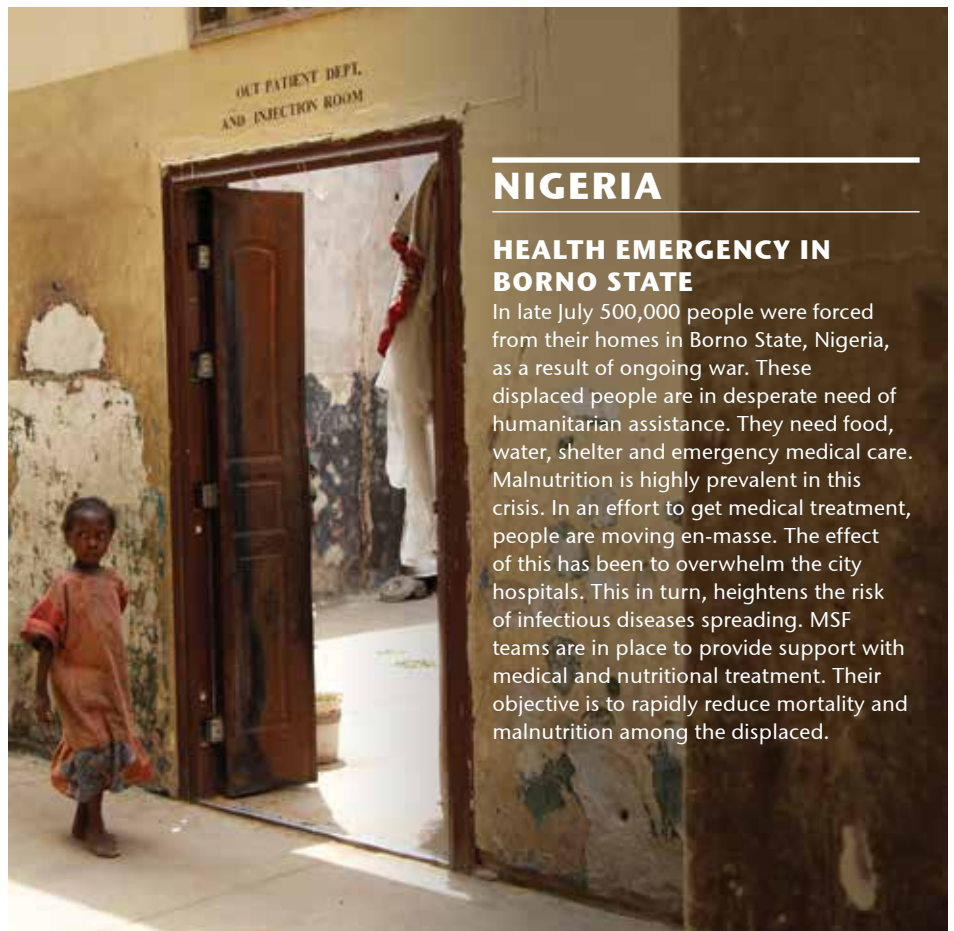 OUT PATIENT DEPT,
AND INJECTION ROOM
NIGERIA
HEALTH EMERGENCY IN
BORNO STATE
In late July 500,000 people were forced
from their homes in Borno State, Nigeria,
as a result of ongoing war. These
displaced people are in desperate need of
humanitarian assistance. They need food,
water, shelter and emergency medical care.
Malnutrition is highly prevalent in this
crisis. In an effort to get medical treatment,
people are moving en-masse. The effect
of this has been to overwhelm the city
hospitals. This in turn, heightens the risk
of infectious diseases spreading. MSF
teams are in place to provide support with
medical and nutritional treatment. Their
objective is to rapidly reduce mortality and
malnutrition among the displaced.